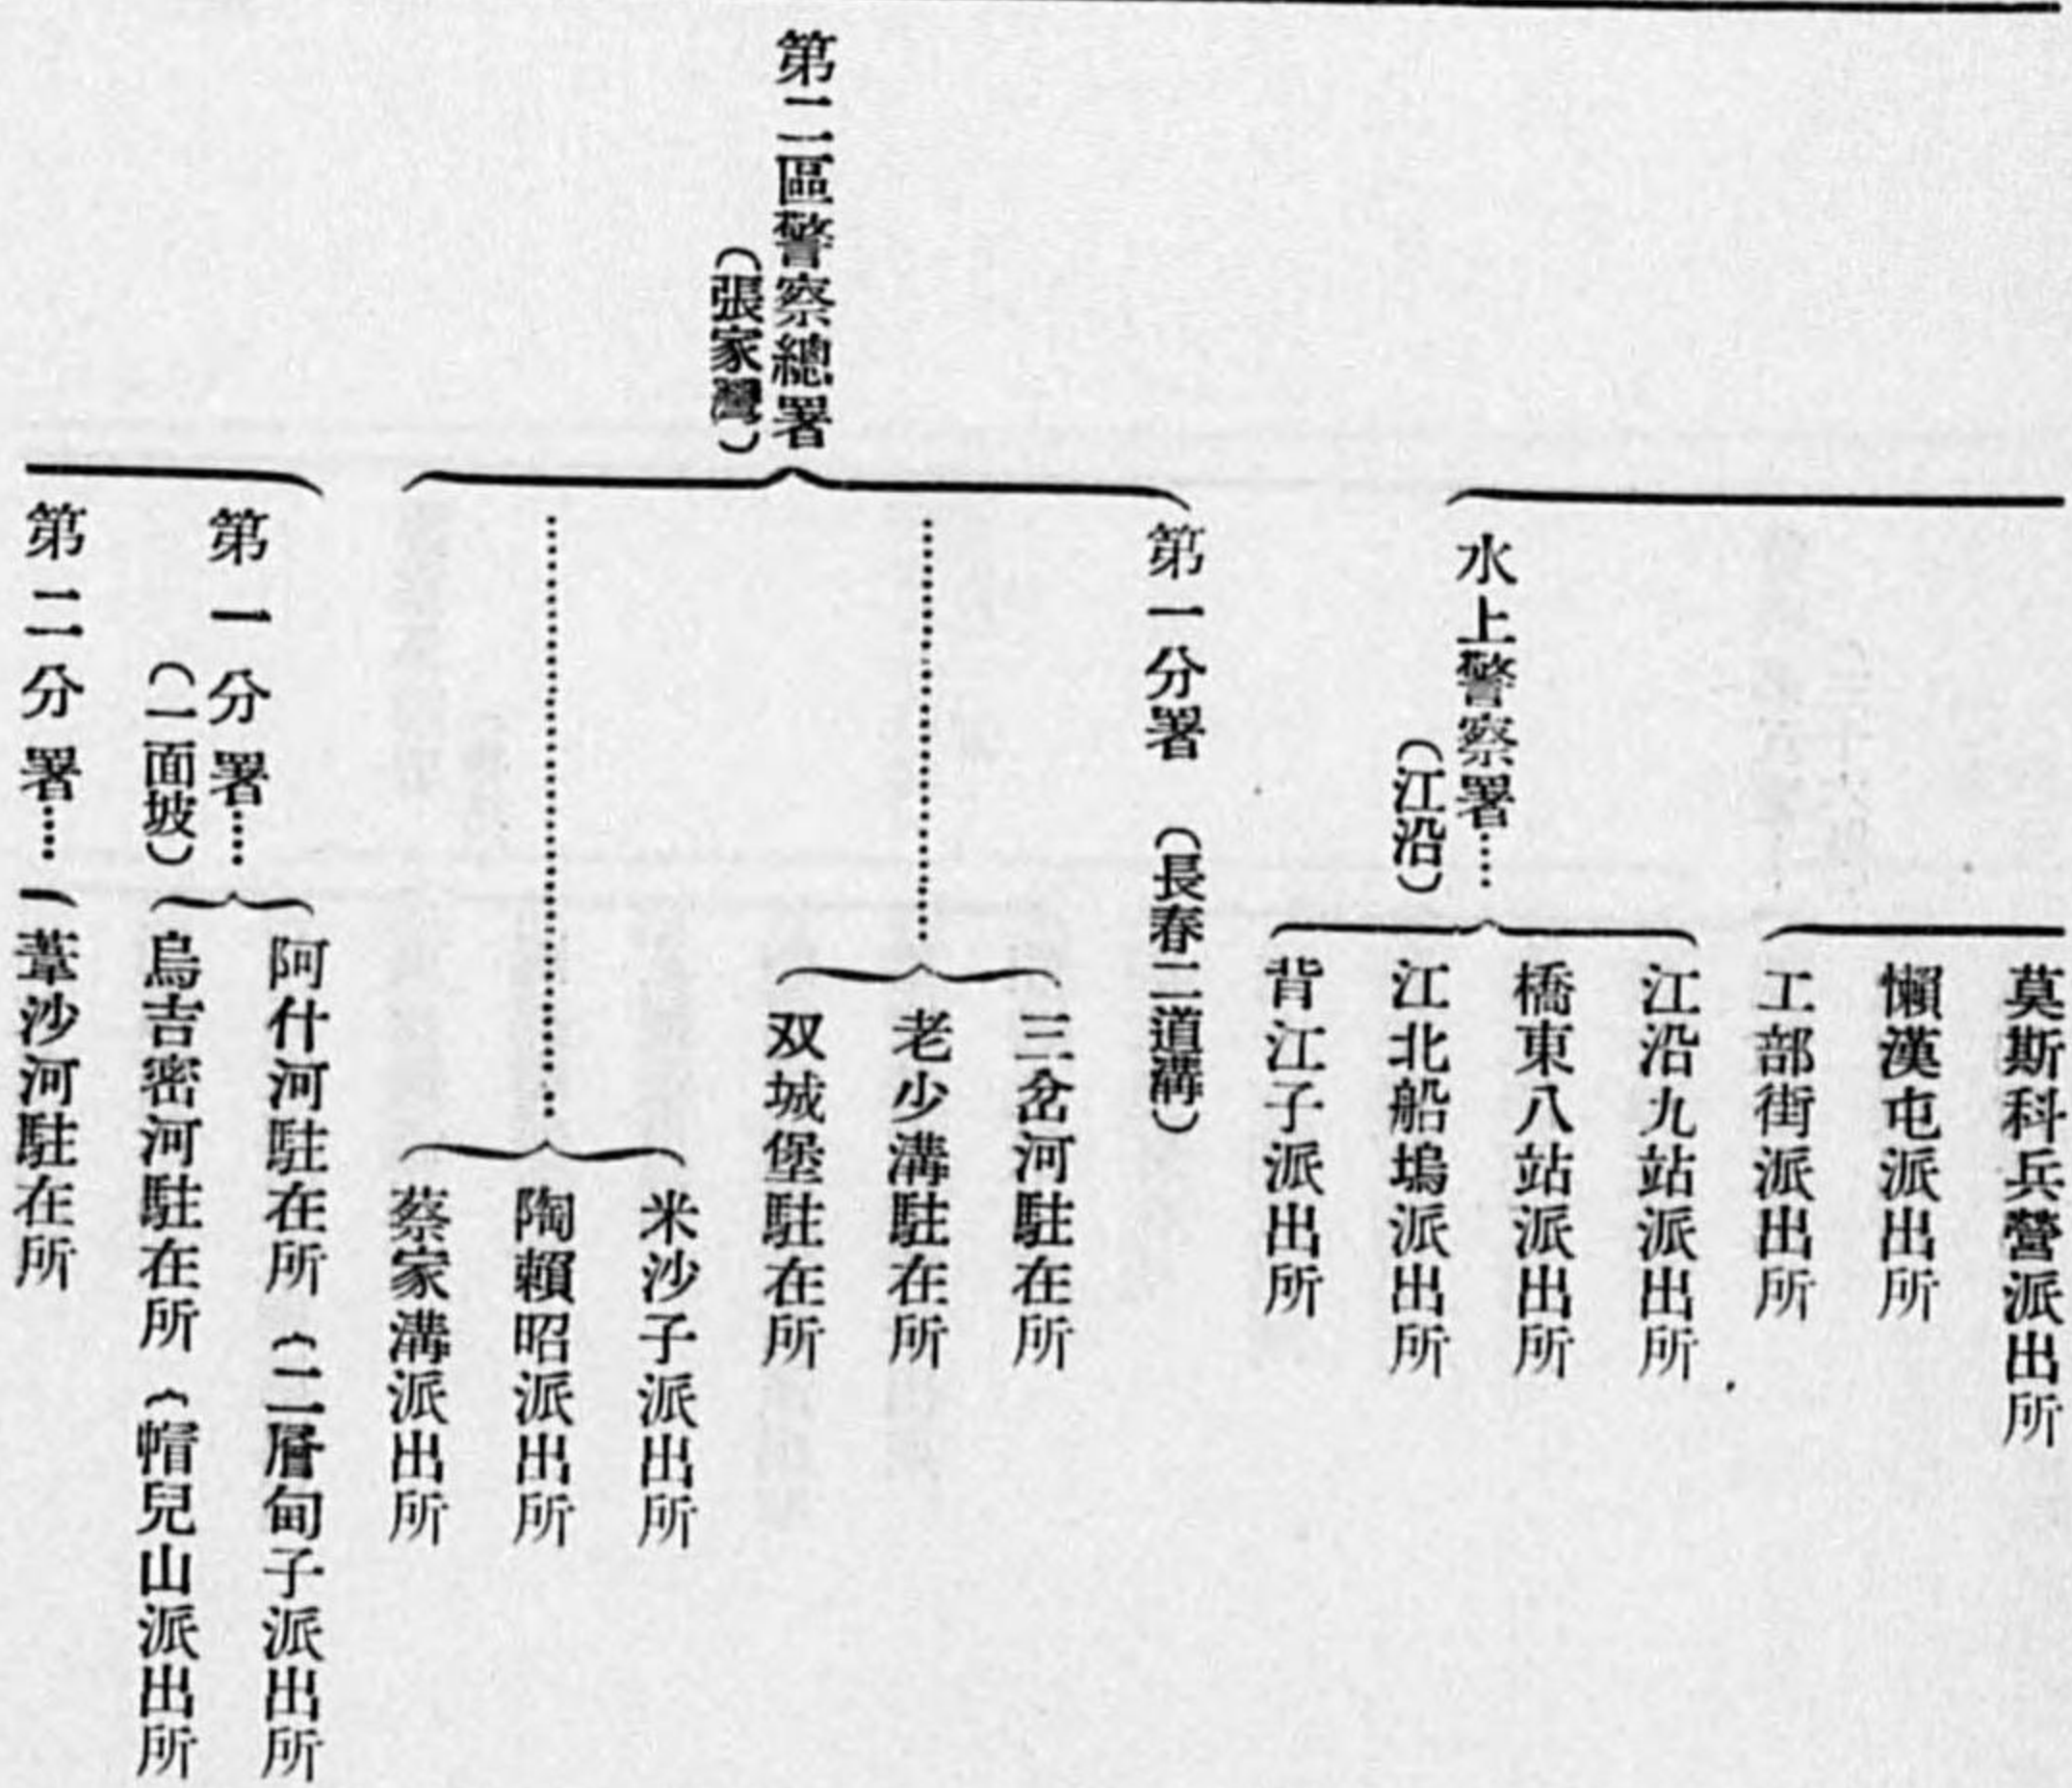 莫斯科兵營派出所
懶漢屯派出所
工部街派出所
水上警察署……
(江沿)
江沿九站派出所
橋東八站派出所
江北船塢派出所
背江子派出所
第二區警察總署
(張家灣)
第一分署 (長春二道溝)
三岔河駐在所
老少溝駐在所
双城堡駐在所
米沙子派出所
陶賴昭派出所
蔡家溝派出所
第一分署……
(一面坡)
阿什河駐在所 (二層甸子派出所
烏吉密河駐在所 (帽兒山派出所
第二分署……
葦沙河駐在所